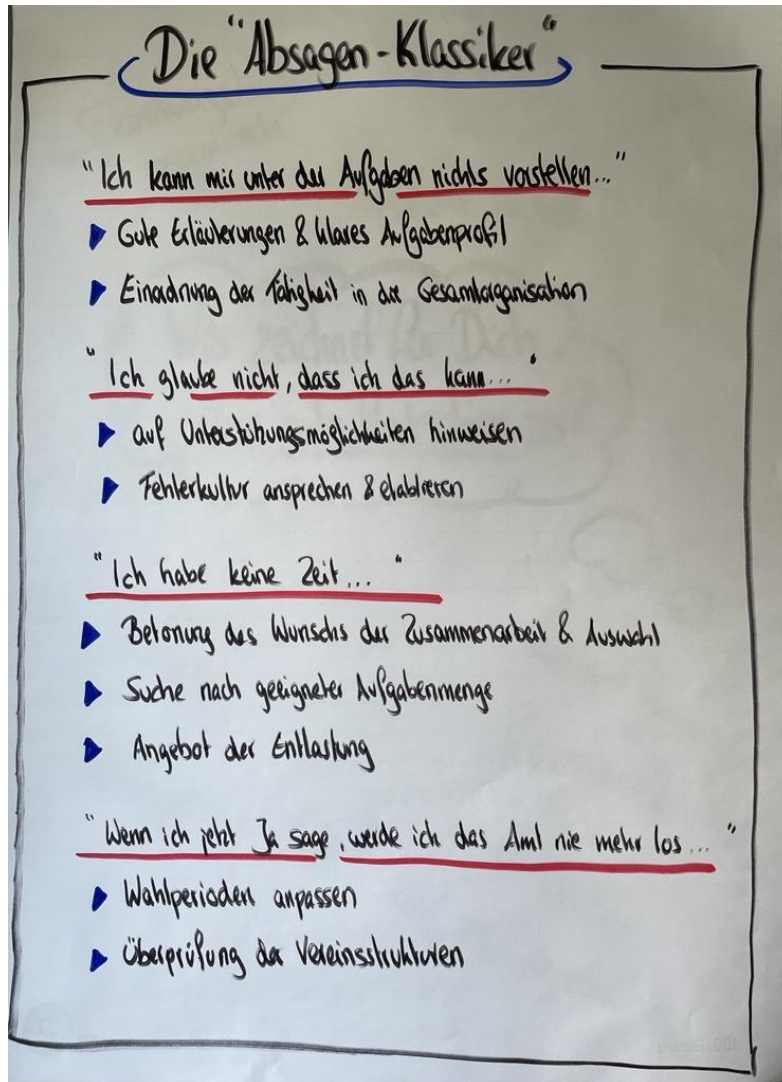 Die "Absagen-Klassiker"
"Ich kann mir unter den Aufgaben nichts vorstellen..."
Gute Erläuterungen & klares Aufgabenprofil
Einordnung der Tätigkeit in die Gesamtorganisation
"Ich glaube nicht, dass ich das kann..."
auf Unterstützungsmöglichkeiten hinweisen
Fehlerkultur ansprechen & etablieren
"Ich habe keine Zeit..."
Betonung des Wunschs der Zusammenarbeit & Auswahl
Suche nach geeigneter Aufgabenmenge
Angebot der Entlastung
"Wenn ich jetzt Ja sage, werde ich das Amt nie mehr los..."
Wahlperioden anpassen
Überprüfung der Vereinsstrukturen